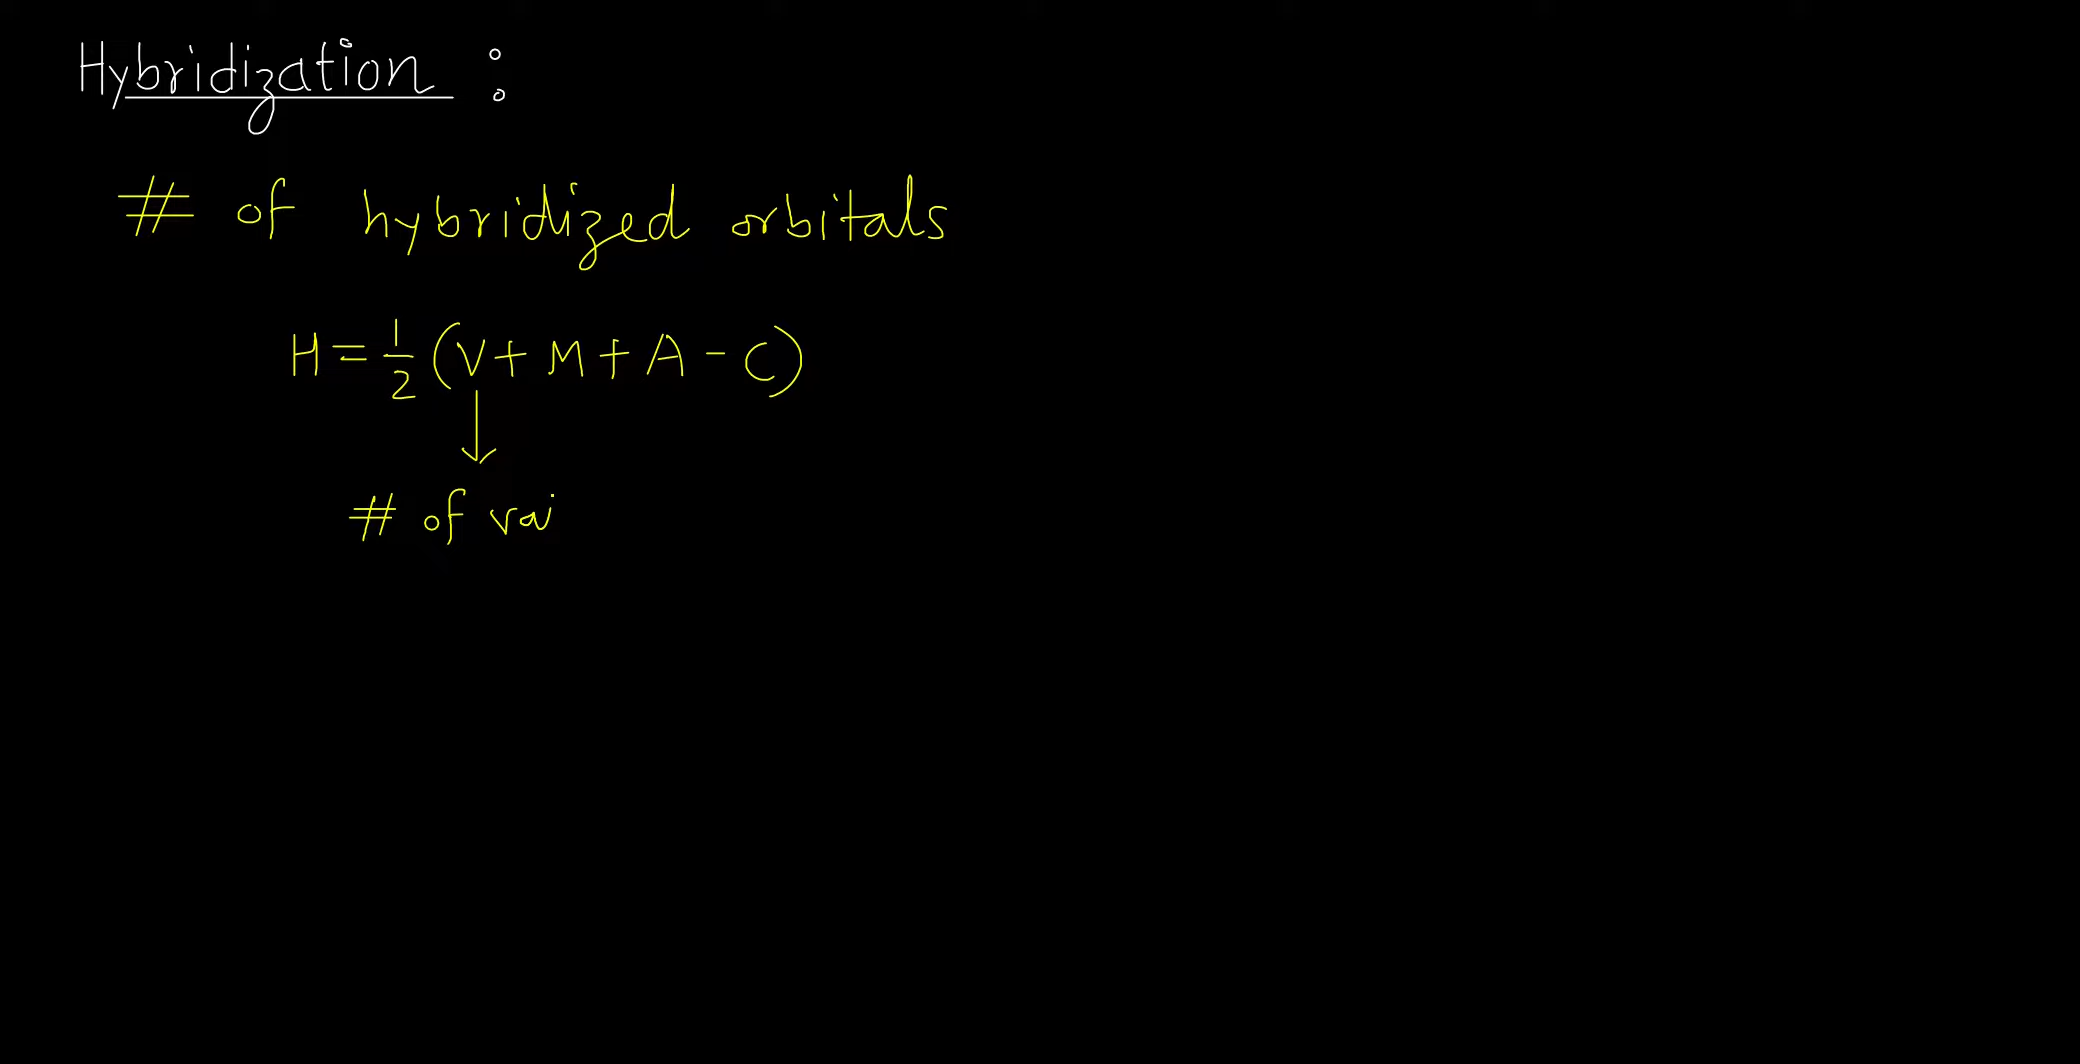 Hybridization :
# of hybridized orbitals
H = 1/2 (V + M + A - C)
↓
# of